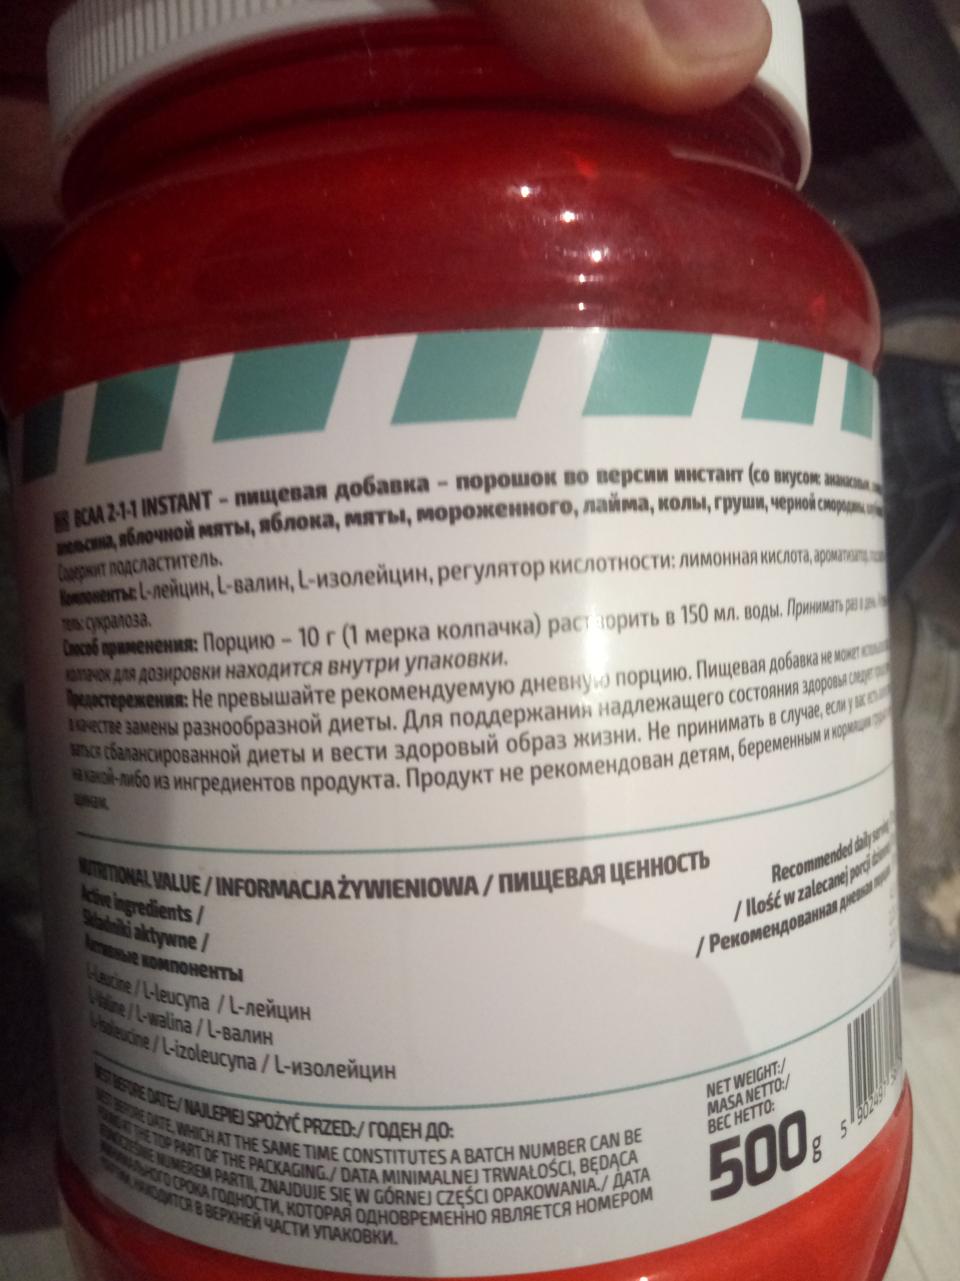 BCAA 2-1-1 INSTANT – пищевая добавка – порошок во версии инстант (со вкусом: ананасовым,
апельсина, яблочной мяты, яблока, мяты, мороженного, лайма, колы, груши, черной смородины,
Содержит подсластитель.
Компоненты: L-лейцин, L-валин, L-изолейцин, регулятор кислотности: лимонная кислота, ароматизатор,
тель: сукралоза.
Способ применения: Порцию – 10 г (1 мерка колпачка) растворить в 150 мл. воды. Принимать раз в день.
колпачок для дозировки находится внутри упаковки.
Предостережения: Не превышайте рекомендуемую дневную порцию. Пищевая добавка не может
в качестве замены разнообразной диеты. Для поддержания надлежащего состояния здоровья следует
ваться сбалансированной диеты и вести здоровый образ жизни. Не принимать в случае, если у вас есть
на какой-либо из ингредиентов продукта. Продукт не рекомендован детям, беременным и кормящим
щинам.
NUTRITIONAL VALUE / INFORMACJA ŻYWIENIOWA / ПИЩЕВАЯ ЦЕННОСТЬ
Recommended daily serving
/ Ilość w zalecanej porcji
/ Рекомендованная дневная
Active ingredients /
Składniki aktywne /
Активные компоненты
L-Leucine / L-leucyna / L-лейцин
L-Valine / L-walina / L-валин
L-Isoleucine / L-izoleucyna / L-изолейцин
BEST BEFORE DATE:/ NAJLEPIEJ SPOŻYĆ PRZED:/ ГОДЕН ДО:
BEST BEFORE DATE, WHICH AT THE SAME TIME CONSTITUTES A BATCH NUMBER CAN BE
FOUND AT THE TOP PART OF THE PACKAGING./ DATA MINIMALNEJ TRWAŁOŚCI, BĘDĄCA
JEDNOCZEŚNIE NUMEREM PARTII, ZNAJDUJE SIĘ W GÓRNEJ CZĘŚCI OPAKOWANIA./ ДАТА
МИНИМАЛЬНОГО СРОКА ГОДНОСТИ, КОТОРАЯ ОДНОВРЕМЕННО ЯВЛЯЕТСЯ НОМЕРОМ
ПАРТИИ, НАХОДИТСЯ В ВЕРХНЕЙ ЧАСТИ УПАКОВКИ.
NET WEIGHT:/
MASA NETTO:/
ВЕС НЕТТО:
500g
5 902491